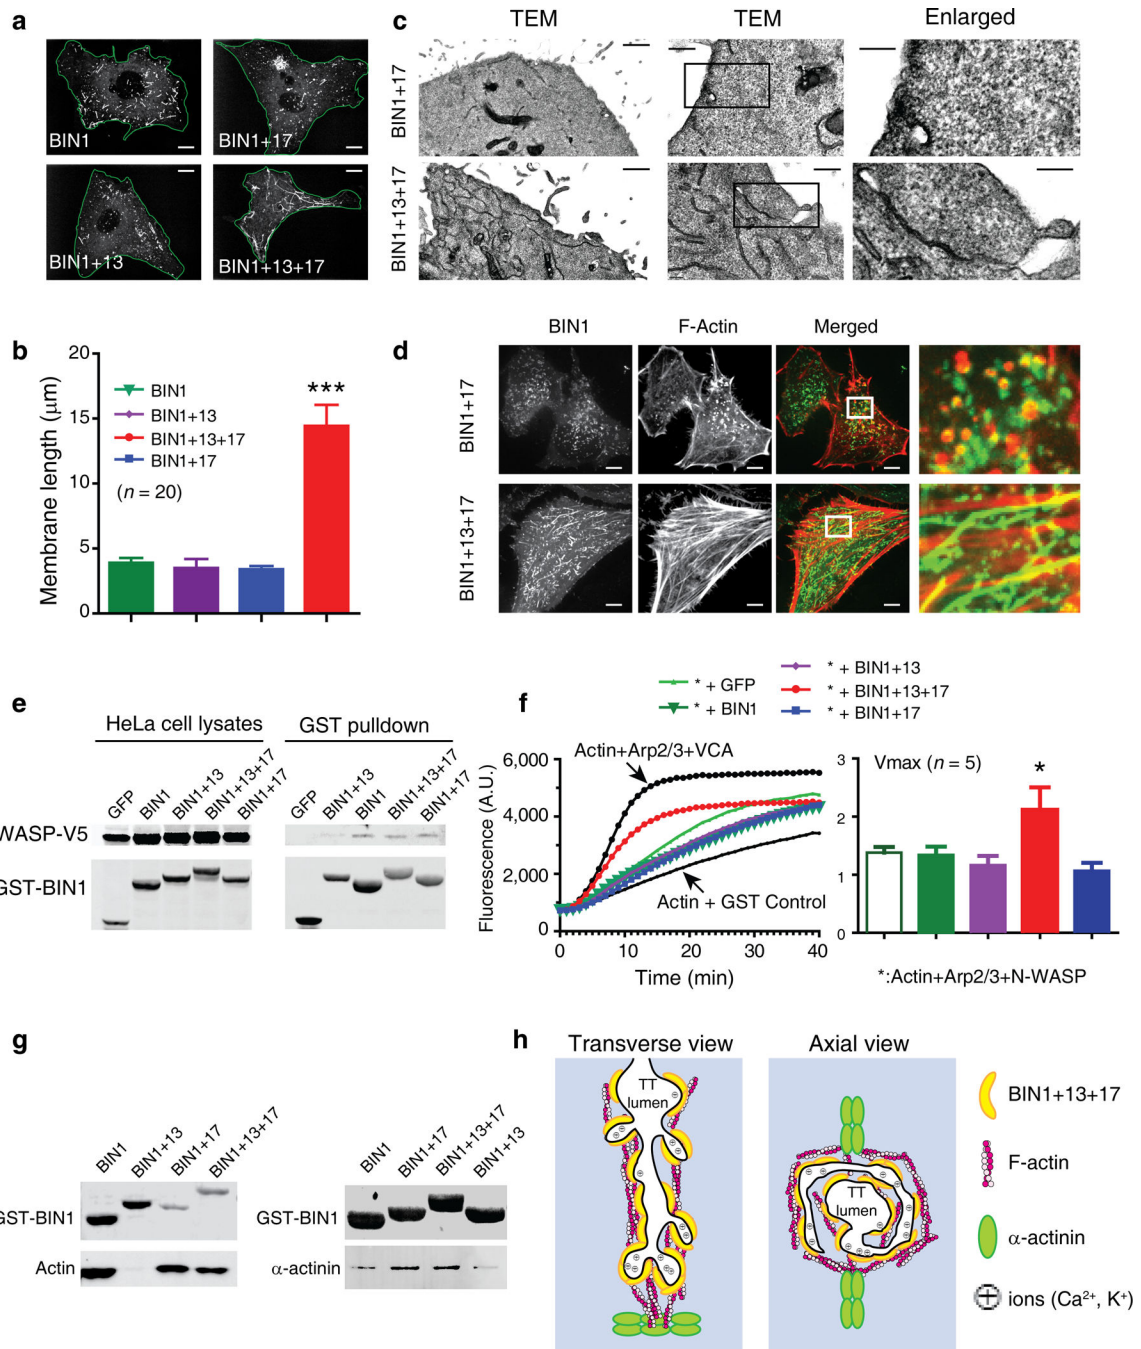 a
BIN1
BIN1+17
BIN1+13
BIN1+13+17
c
TEM
TEM
Enlarged
BIN1+17
BIN1+13+17
b
Membrane length (μm)
20
15
10
5
0
BIN1
BIN1+13
BIN1+13+17
BIN1+17
(n = 20)
***
d
BIN1
F-Actin
Merged
BIN1+17
BIN1+13+17
e
HeLa cell lysates
GST pulldown
GFP
BIN1
BIN1+13
BIN1+13+17
BIN1+17
GFP
BIN1+13
BIN1
BIN1+13+17
BIN1+17
WASP-V5
GST-BIN1
f
* + GFP
* + BIN1
* + BIN1+13
* + BIN1+13+17
* + BIN1+17
Actin+Arp2/3+VCA
Actin + GST Control
Fluorescence (A.U.)
6,000
4,000
2,000
0
0
10
20
30
40
Time (min)
Vmax (n = 5)
*
3
2
1
0
*:Actin+Arp2/3+N-WASP
g
BIN1
BIN1+13
BIN1+17
BIN1+13+17
GST-BIN1
Actin
BIN1
BIN1+17
BIN1+13+17
BIN1+13
GST-BIN1
α-actinin
h
Transverse view
Axial view
TT
lumen
TT
lumen
BIN1+13+17
F-actin
α-actinin
ions (Ca²⁺, K⁺)